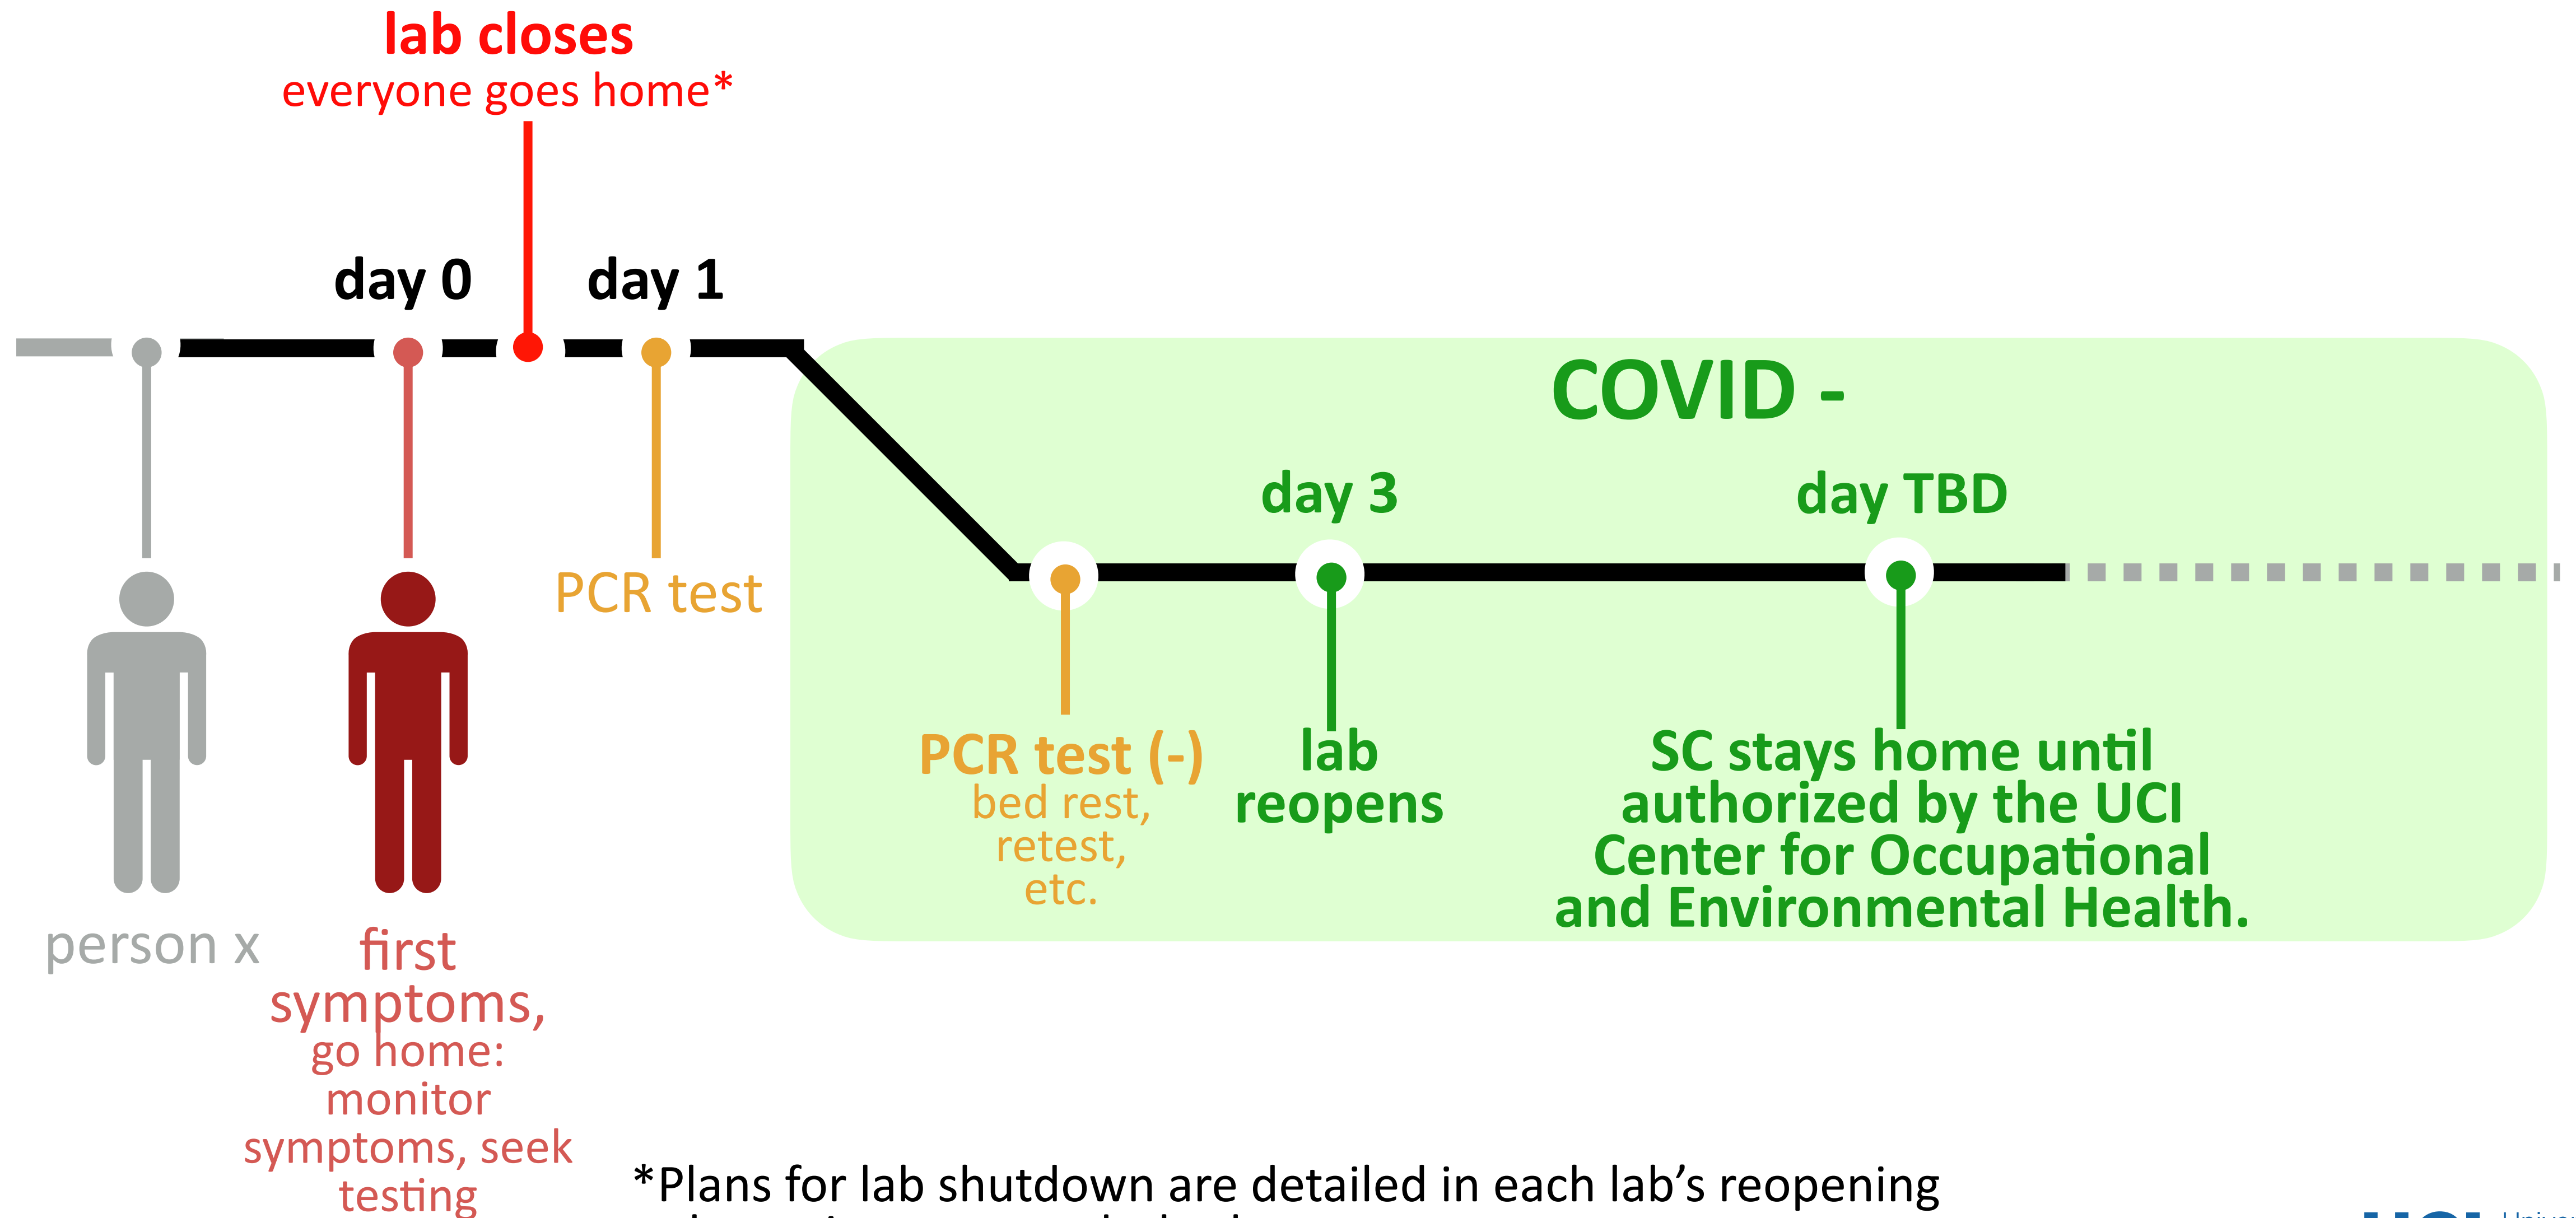 lab closes
everyone goes home*
day 0
day 1
person x
first
symptoms,
go home:
monitor
symptoms, seek
testing
PCR test
COVID -
day 3
day TBD
PCR test (-)
bed rest,
retest,
etc.
lab
reopens
SC stays home until
authorized by the UCI
Center for Occupational
and Environmental Health.
*Plans for lab shutdown are detailed in each lab’s reopening
UCI